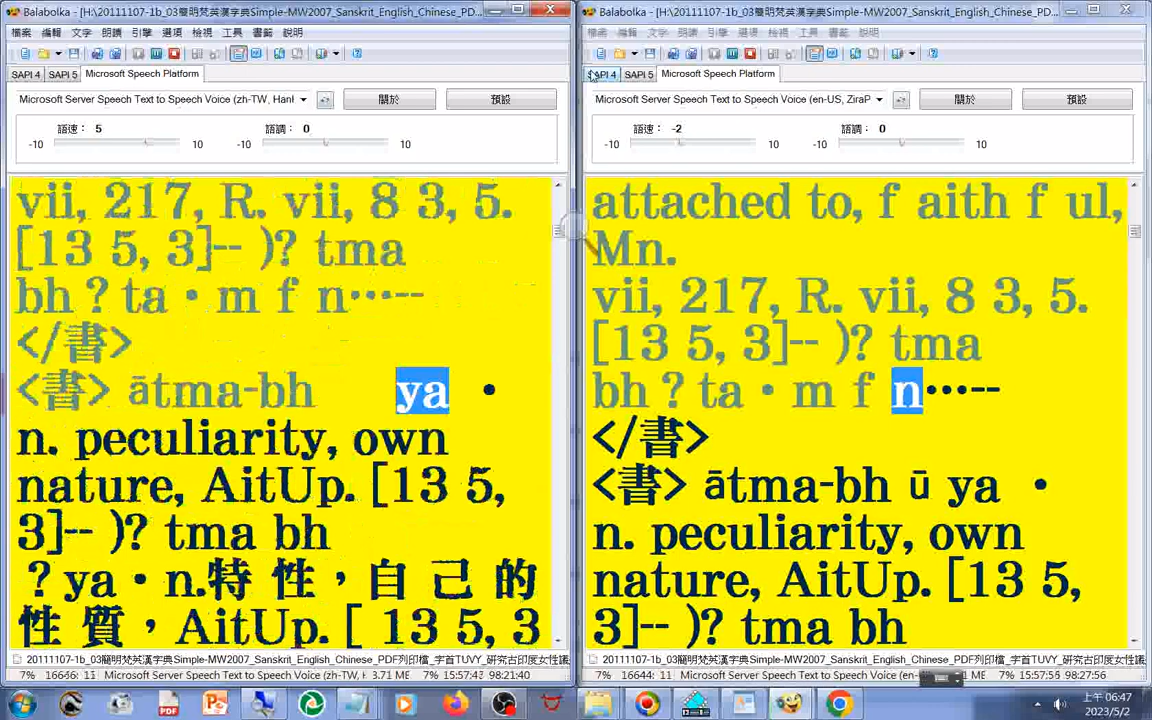 Balabolka - [H:\20111107-1b_03簡明梵英漢字典Simple-MW2007_Sanskrit_English_Chinese_PD...
檔案 編輯 文字 朗讀 引擎 選項 檢視 工具 書籤 說明
SAPI 4 SAPI 5 Microsoft Speech Platform
Microsoft Server Speech Text to Speech Voice (zh-TW, Hanl
關於 預設
語速： 5 語調： 0
-10 10 -10 10
vii, 217, R. vii, 8 3, 5.
[13 5, 3]-- )? tma
bh ? ta • m f n…--
</書>
<書> ātma-bh ya •
n. peculiarity, own
nature, AitUp. [13 5,
3]-- )? tma bh
? ya • n.特 性，自 己 的
性 質，AitUp. [ 13 5, 3
20111107-1b_03簡明梵英漢字典Simple-MW2007_Sanskrit_English_Chinese_PDF列印檔_字首TUVY_研究古印度女性議
7% 16646: 11 Microsoft Server Speech Text to Speech Voice (zh-TW, H 3.71 ME 7% 15:57:43 98:21:40
Balabolka - [H:\20111107-1b_03簡明梵英漢字典Simple-MW2007_Sanskrit_English_Chinese_PD...
檔案 編輯 文字 朗讀 引擎 選項 檢視 工具 書籤 說明
SAPI 4 SAPI 5 Microsoft Speech Platform
Microsoft Server Speech Text to Speech Voice (en-US, ZiraP
關於 預設
語速： -2 語調： 0
-10 10 -10 10
attached to, f aith f ul,
Mn.
vii, 217, R. vii, 8 3, 5.
[13 5, 3]-- )? tma
bh ? ta • m f n…--
</書>
<書> ātma-bh ū ya •
n. peculiarity, own
nature, AitUp. [13 5,
3]-- )? tma bh
20111107-1b_03簡明梵英漢字典Simple-MW2007_Sanskrit_English_Chinese_PDF列印檔_字首TUVY_研究古印度女性議
7% 16644: 11 Microsoft Server Speech Text to Speech Voice 7% 15:57:55 98:27:56
上午 06:47
2023/5/2